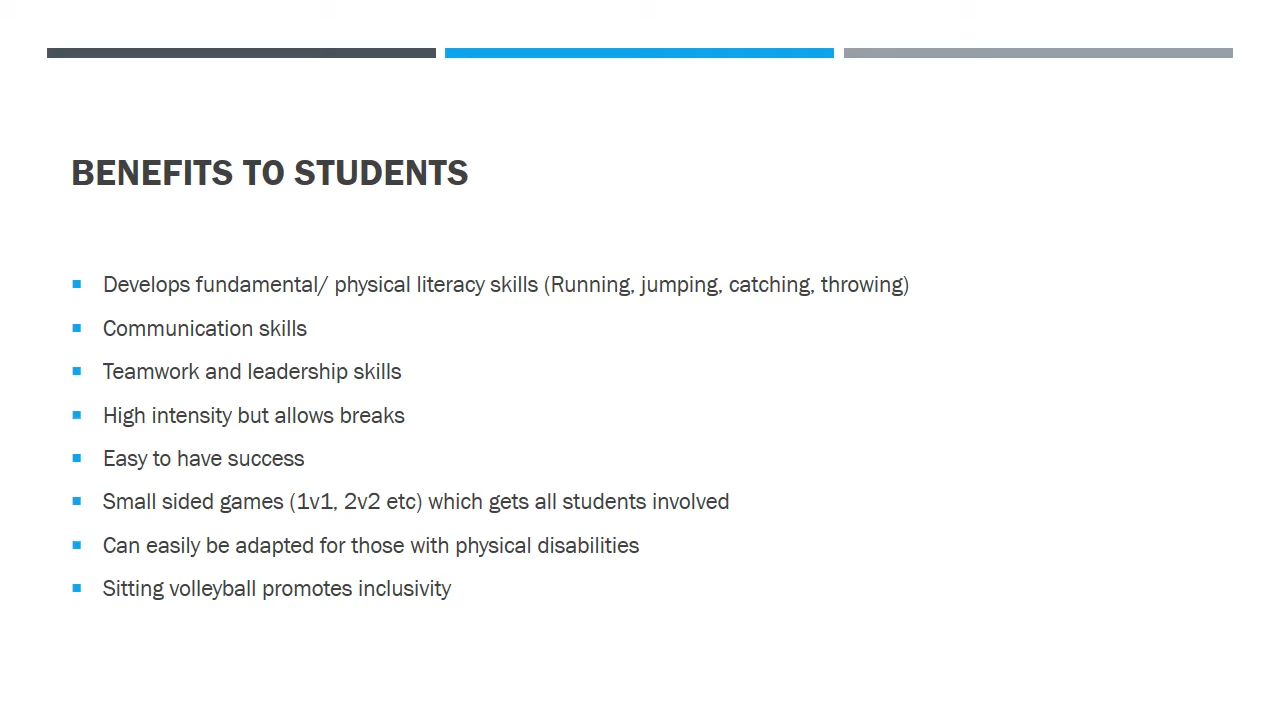 BENEFITS TO STUDENTS
Develops fundamental/ physical literacy skills (Running, jumping, catching, throwing)
Communication skills
Teamwork and leadership skills
High intensity but allows breaks
Easy to have success
Small sided games (1v1, 2v2 etc) which gets all students involved
Can easily be adapted for those with physical disabilities
Sitting volleyball promotes inclusivity